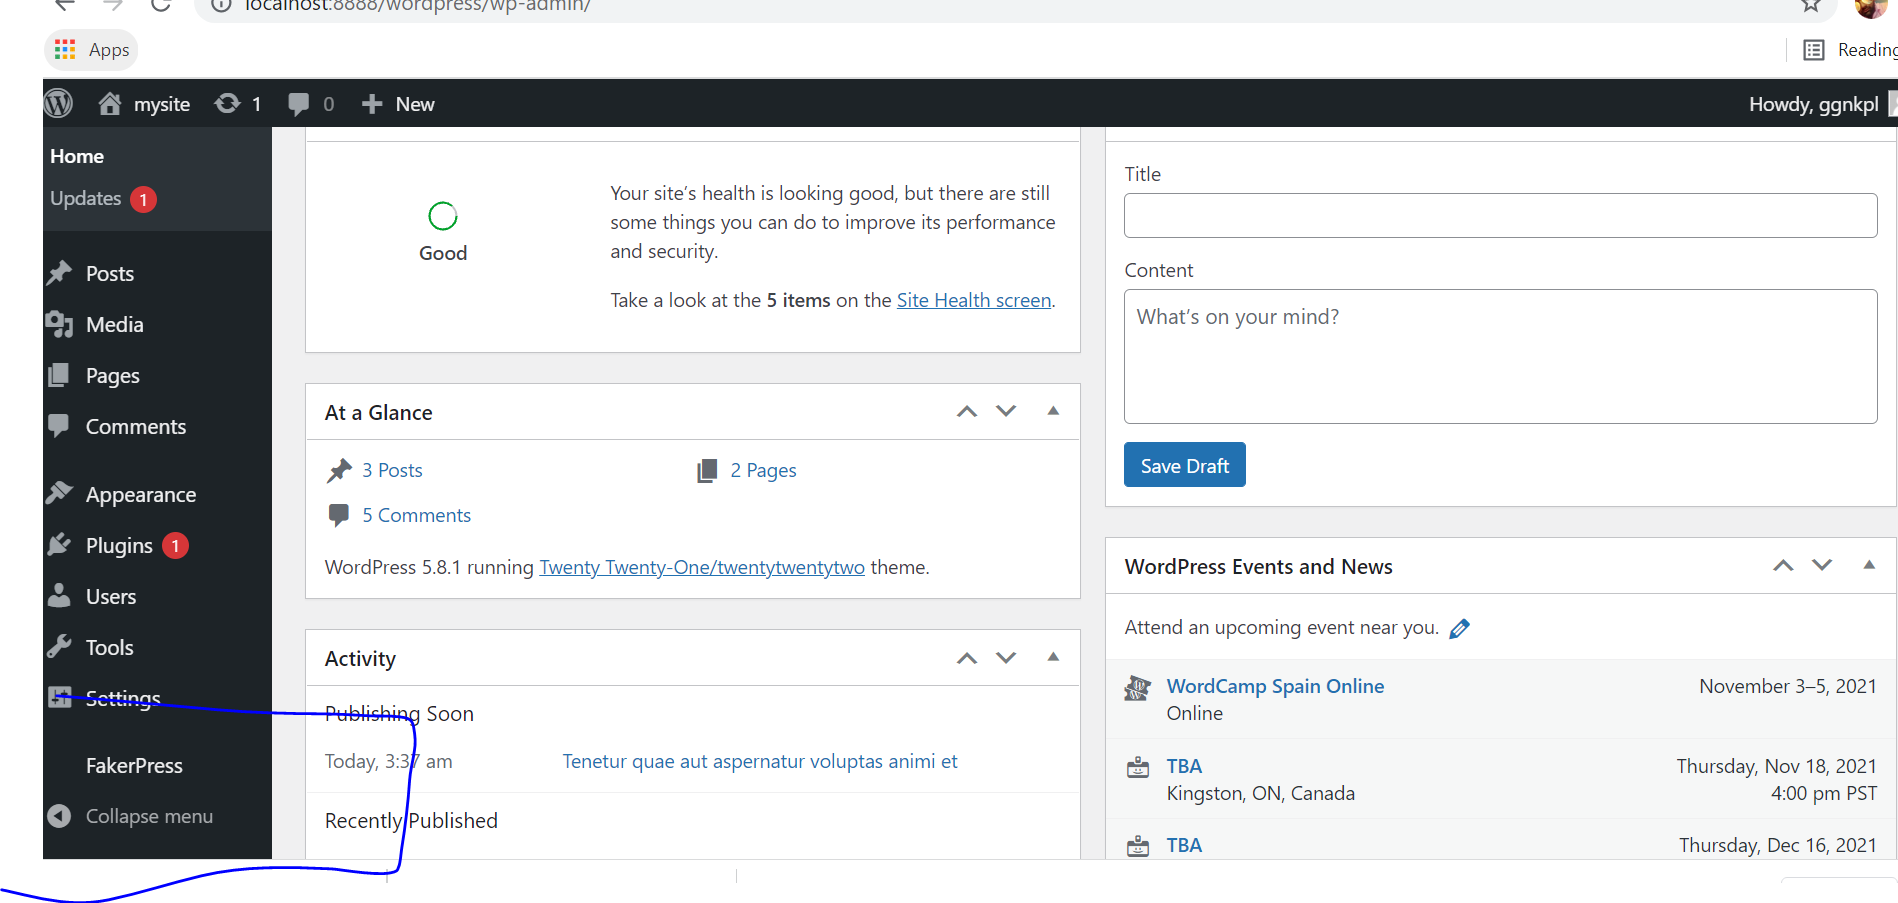 localhost:8888/wordpress/wp-admin/
Apps
Reading
mysite 1 0 New
Howdy, ggnkpl
Home
Updates 1
Posts
Media
Pages
Comments
Appearance
Plugins 1
Users
Tools
Settings
FakerPress
Collapse menu
Good
Your site's health is looking good, but there are still
some things you can do to improve its performance
and security.
Take a look at the 5 items on the Site Health screen.
At a Glance
3 Posts
2 Pages
5 Comments
WordPress 5.8.1 running Twenty Twenty-One/twentytwentytwo theme.
Activity
Publishing Soon
Today, 3:37 am
Tenetur quae aut aspernatur voluptas animi et
Recently Published
Title
Content
What's on your mind?
Save Draft
WordPress Events and News
Attend an upcoming event near you.
WordCamp Spain Online
November 3–5, 2021
Online
TBA
Thursday, Nov 18, 2021
Kingston, ON, Canada
4:00 pm PST
TBA
Thursday, Dec 16, 2021